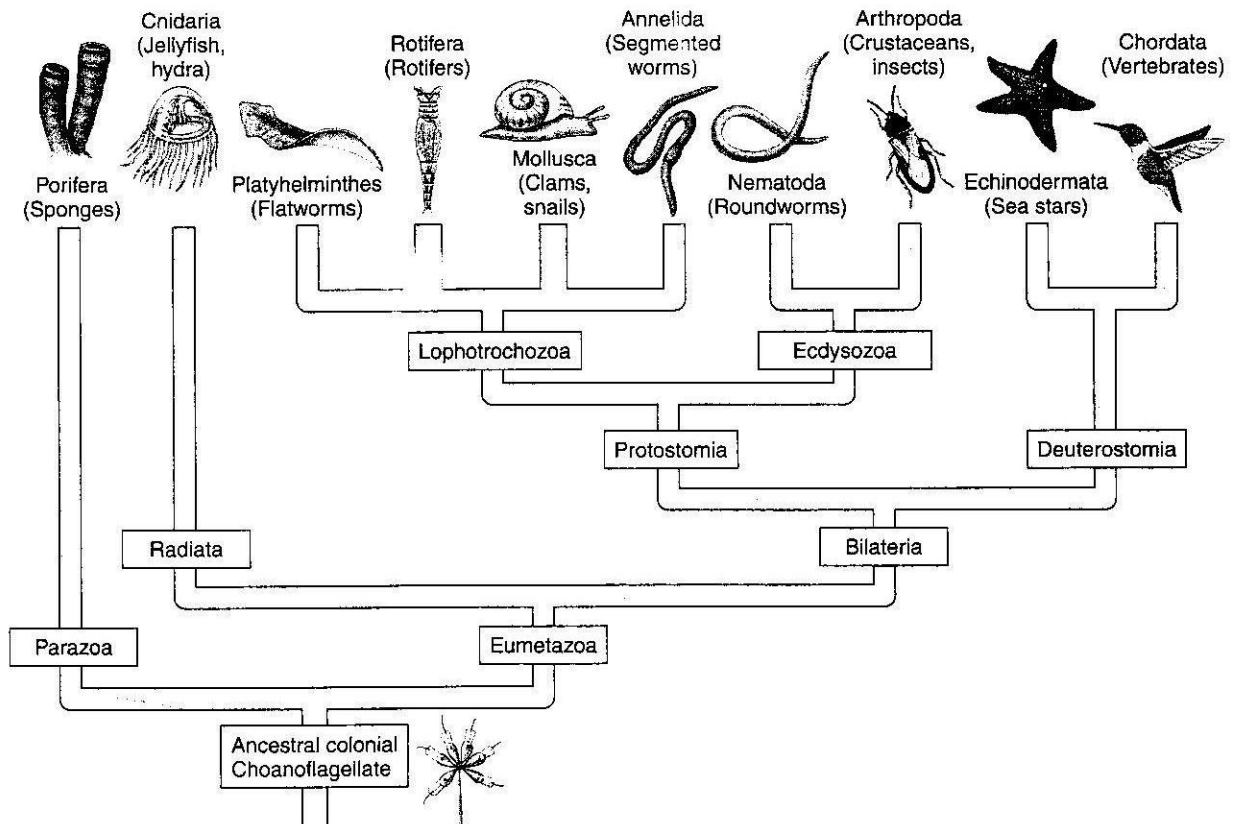 Cnidaria
(Jellyfish,
hydra)
Rotifera
(Rotifers)
Annelida
(Segmented
worms)
Arthropoda
(Crustaceans,
insects)
Chordata
(Vertebrates)
Porifera
(Sponges)
Platyhelminthes
(Flatworms)
Mollusca
(Clams,
snails)
Nematoda
(Roundworms)
Echinodermata
(Sea stars)
Lophotrochozoa
Ecdysozoa
Protostomia
Deuterostomia
Radiata
Bilateria
Parazoa
Eumetazoa
Ancestral colonial
Choanoflagellate